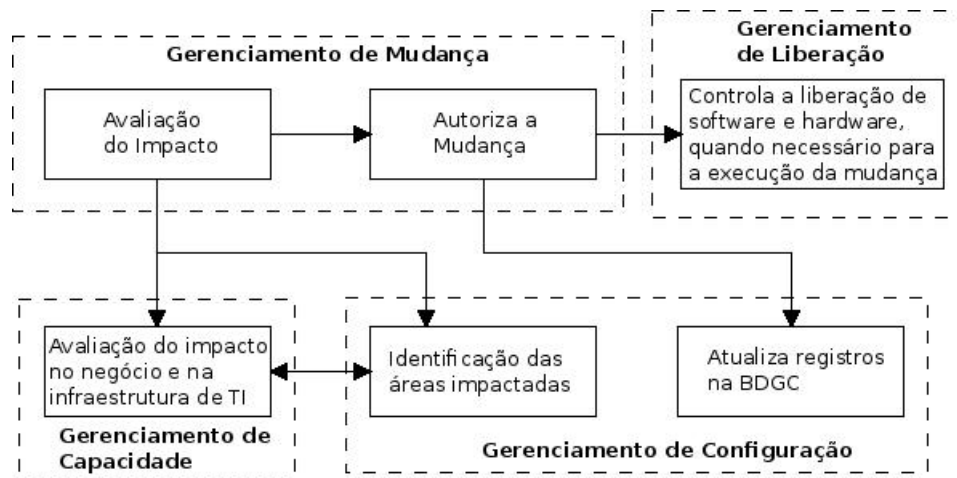 Gerenciamento de Mudança
Avaliação
do Impacto
Autoriza a
Mudança
Gerenciamento
de Liberação
Controla a liberação de
software e hardware,
quando necessário para
a execução da mudança
Avaliação do impacto
no negócio e na
infraestrutura de TI
Gerenciamento de
Capacidade
Identificação das
áreas impactadas
Atualiza registros
na BDGC
Gerenciamento de Configuração